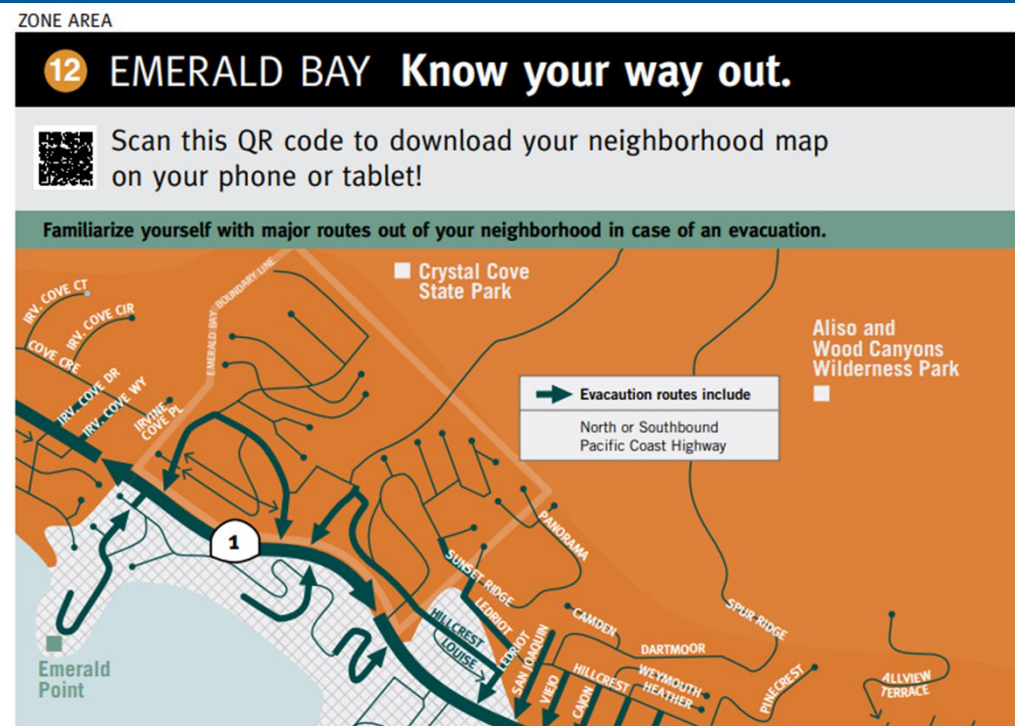 ZONE AREA
12 EMERALD BAY Know your way out.
Scan this QR code to download your neighborhood map
on your phone or tablet!
Familiarize yourself with major routes out of your neighborhood in case of an evacuation.
Crystal Cove
State Park
Aliso and
Wood Canyons
Wilderness Park
Evacaution routes include
North or Southbound
Pacific Coast Highway
EMERALD BAY BOUNDARY LINE
IRV. COVE CT
IRV. COVE CIR
COVE CRE
IRV. COVE DR
IRV. COVE WY
IRVINE
COVE PL
1
PANORAMA
SUNSET RIDGE
LEDRIOT
HILLCREST
LOUISE
LEDRIOT
SAN JOAQUIN
VIEJO
CAJON
CAMDEN
DARTMOOR
HILLCREST
WEYMOUTH
HEATHER
SPUR RIDGE
PINECREST
ALLVIEW
TERRACE
Emerald
Point